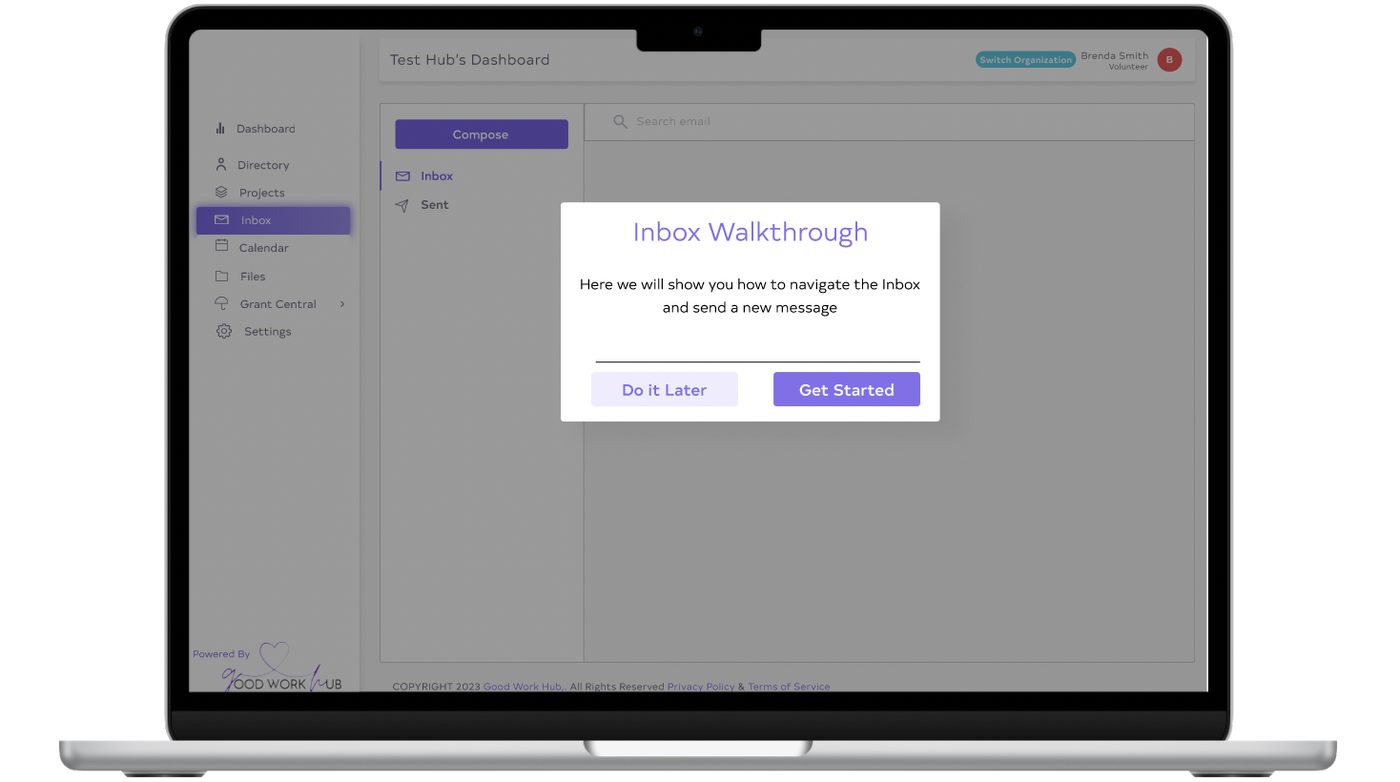 Test Hub's Dashboard
Switch Organization
Brenda Smith
Volunteer
B
Dashboard
Directory
Projects
Inbox
Calendar
Files
Grant Central
Settings
Powered By
good work hub
Compose
Inbox
Sent
Search email
Inbox Walkthrough
Here we will show you how to navigate the Inbox
and send a new message
Do it Later
Get Started
COPYRIGHT 2023 Good Work Hub,. All Rights Reserved Privacy Policy & Terms of Service